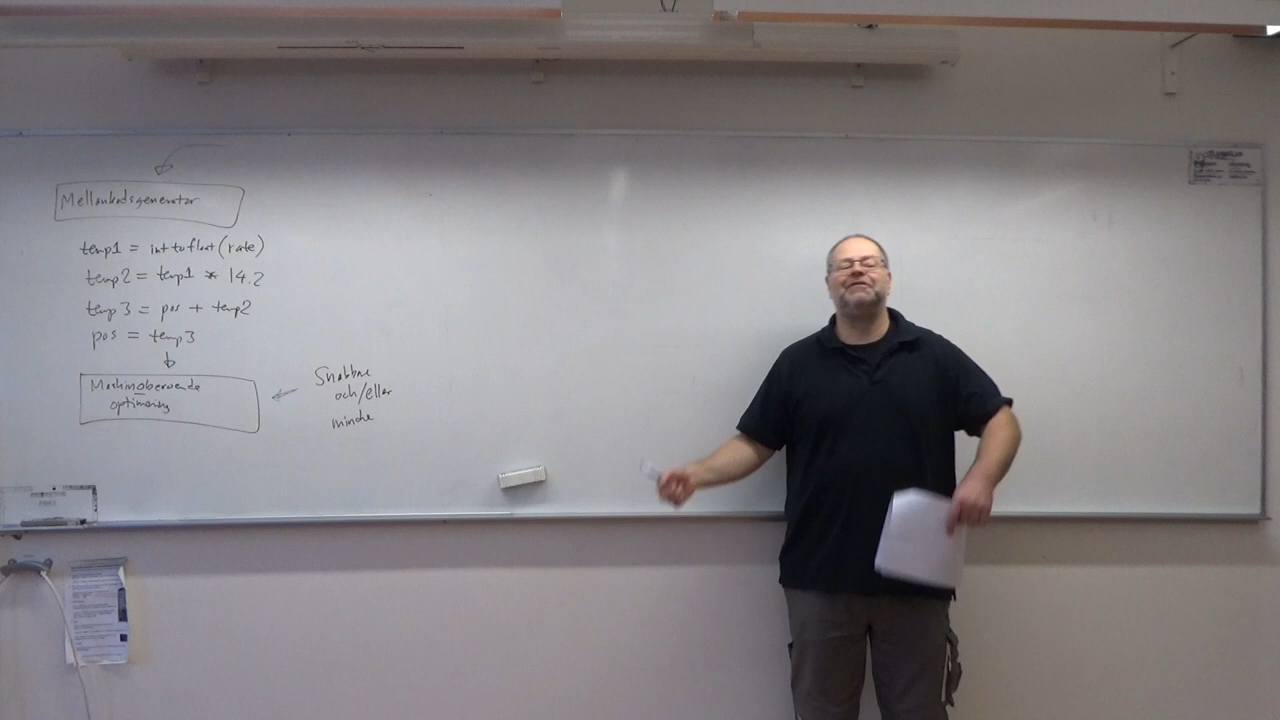 Mellankodsgenerator
temp1 = inttofloat(rate)
temp2 = temp1 * 14.2
temp3 = pos + temp2
pos = temp3
Maskinoberoende
optimering
Snabbare
och/eller
mindre